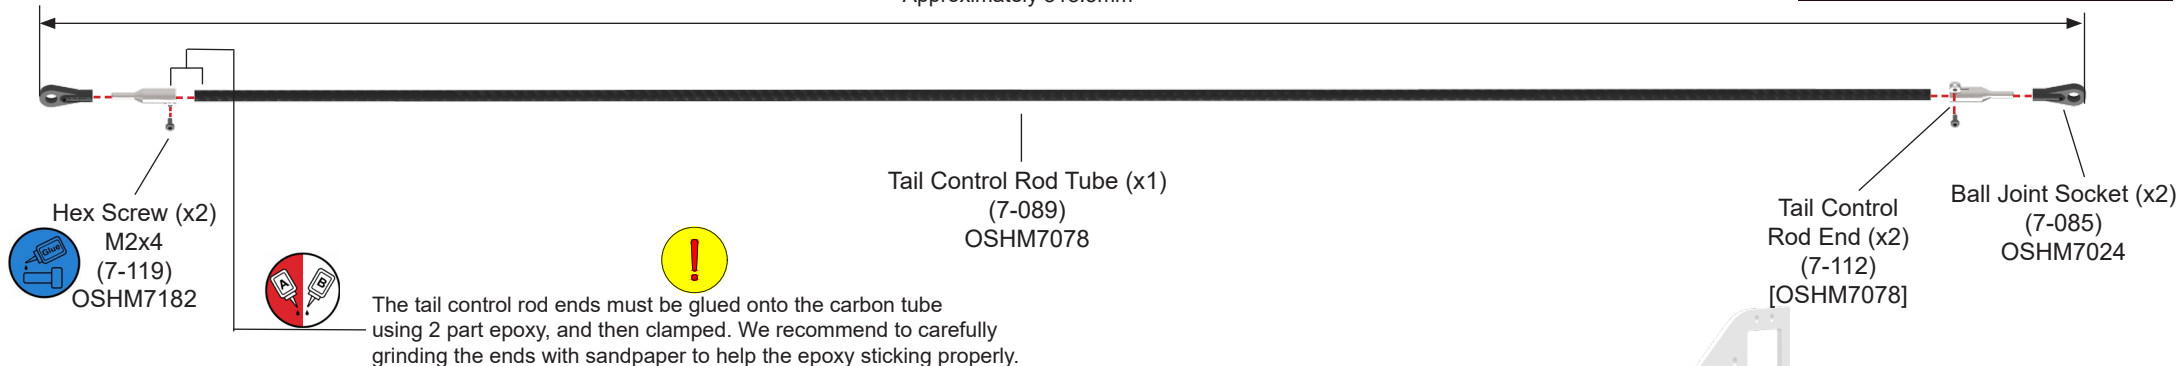 Approximately
Hex Screw (x2)
M2x4
(7-119)
OSHM7182
Glue
A
B
The tail control rod ends must be glued onto the carbon tube
using 2 part epoxy, and then clamped. We recommend to carefully
grinding the ends with sandpaper to help the epoxy sticking properly.
Tail Control Rod Tube (x1)
(7-089)
OSHM7078
Tail Control
Rod End (x2)
(7-112)
[OSHM7078]
Ball Joint Socket (x2)
(7-085)
OSHM7024